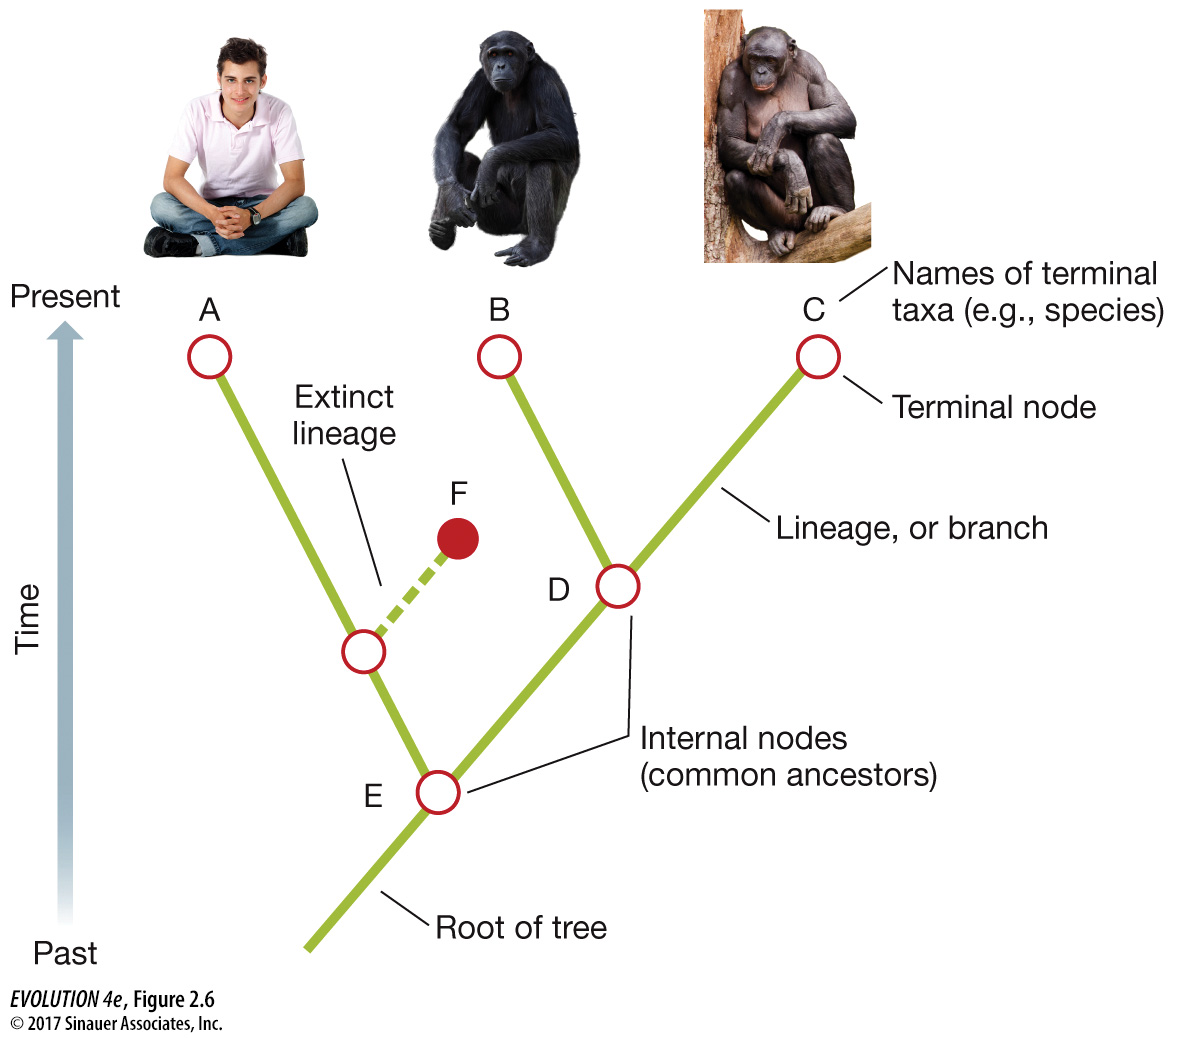 Present
A
B
C
Names of terminal
taxa (e.g., species)
Extinct
lineage
Terminal node
F
Lineage, or branch
D
Time
Internal nodes
(common ancestors)
E
Root of tree
Past
EVOLUTION 4e, Figure 2.6
© 2017 Sinauer Associates, Inc.